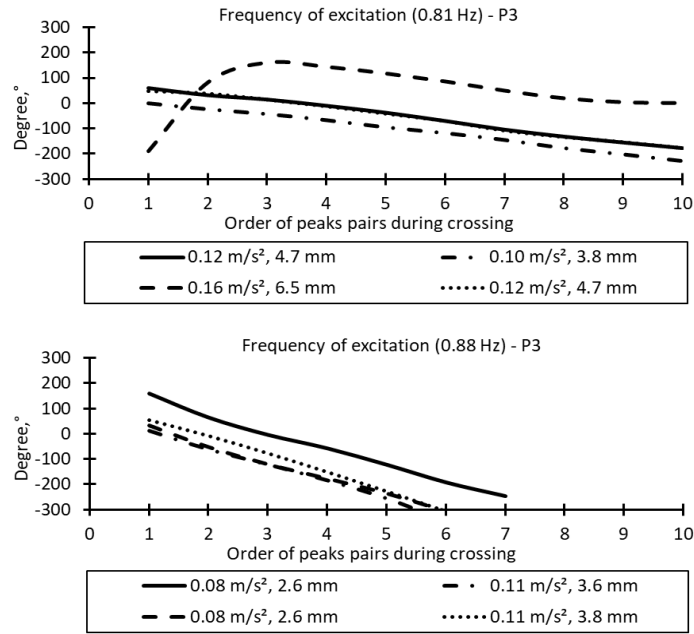 Frequency of excitation (0.81 Hz) - P3
300
200
100
0
-100
-200
-300
Degree,°
0 1 2 3 4 5 6 7 8 9 10
Order of peaks pairs during crossing
0.12 m/s², 4.7 mm 0.10 m/s², 3.8 mm
0.16 m/s², 6.5 mm 0.12 m/s², 4.7 mm
Frequency of excitation (0.88 Hz) - P3
300
200
100
0
-100
-200
-300
Degree,°
0 1 2 3 4 5 6 7 8 9 10
Order of peaks pairs during crossing
0.08 m/s², 2.6 mm 0.11 m/s², 3.6 mm
0.08 m/s², 2.6 mm 0.11 m/s², 3.8 mm